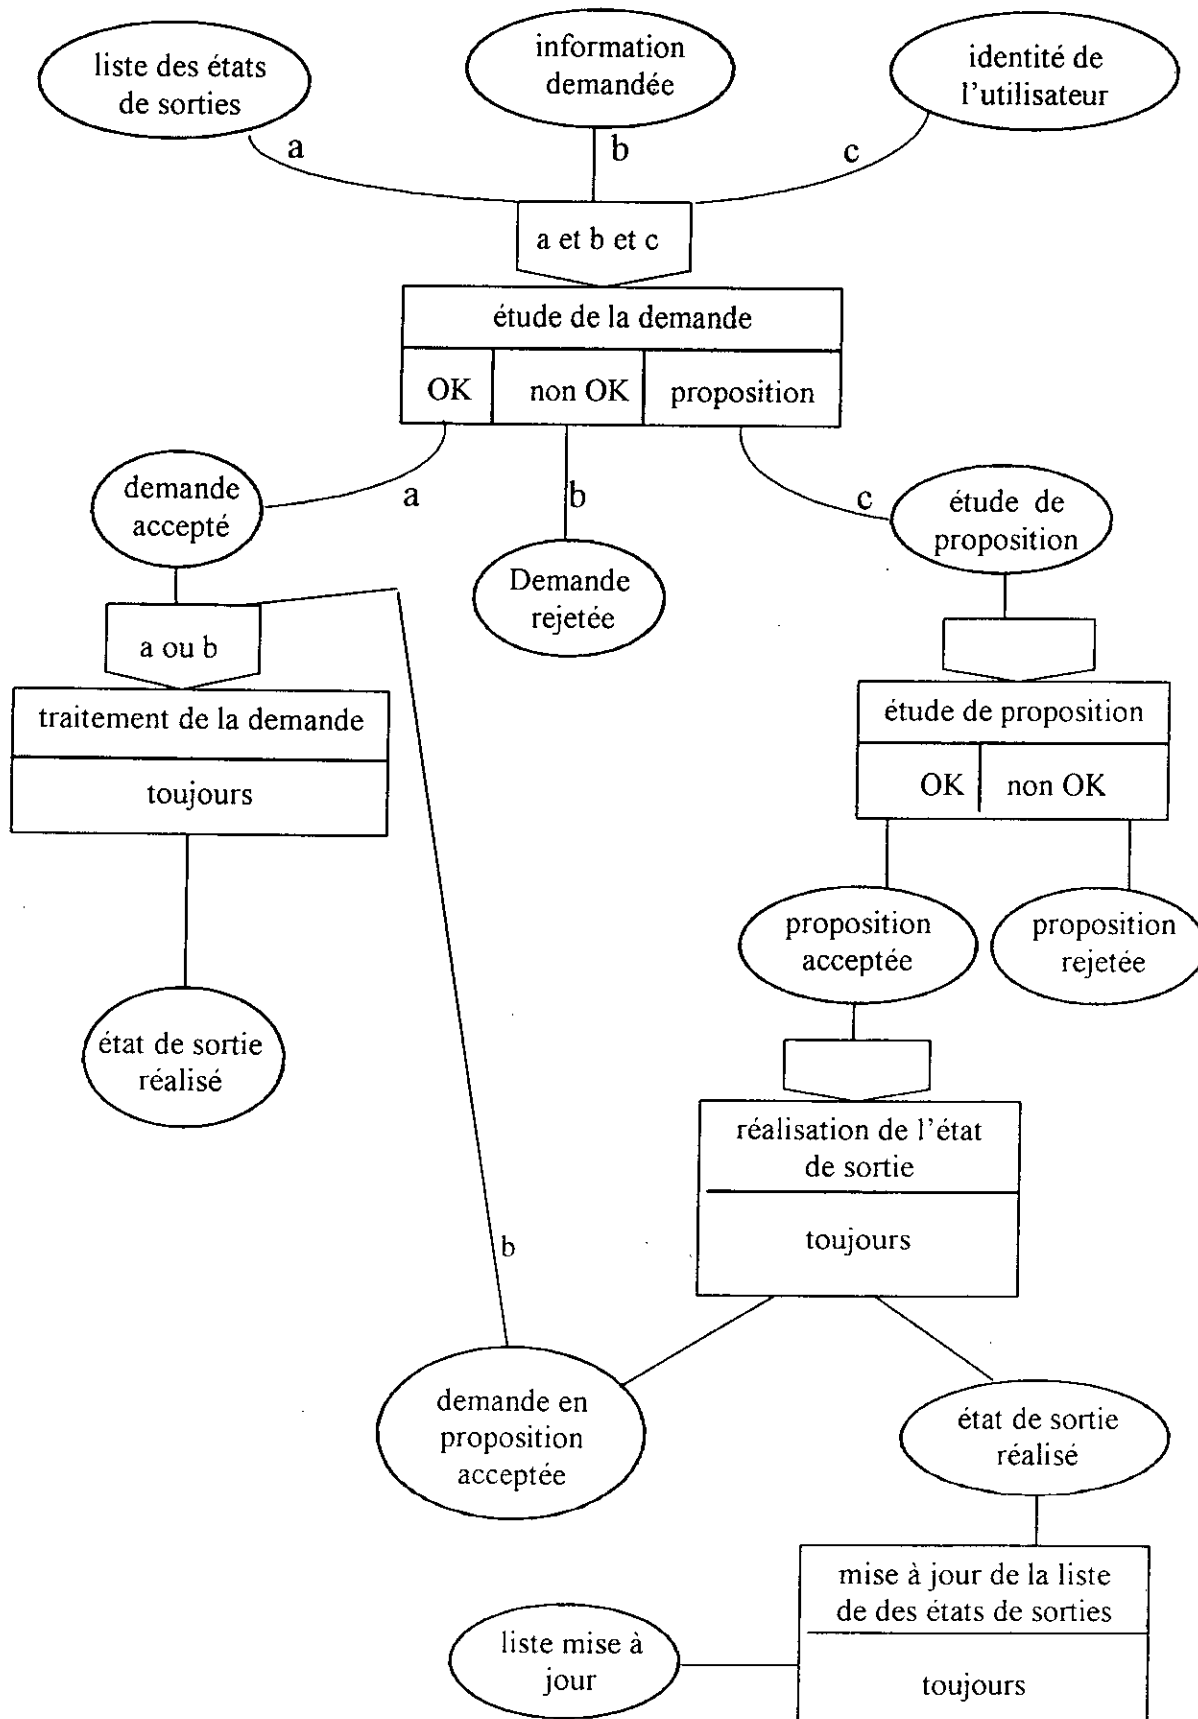 liste des états
de sorties
information
demandée
identité de
l'utilisateur
a
b
c
a et b et c
étude de la demande
OK
non OK
proposition
a
b
c
demande
accepté
Demande
rejetée
étude de
proposition
a ou b
traitement de la demande
toujours
étude de proposition
OK
non OK
proposition
acceptée
proposition
rejetée
état de sortie
réalisé
réalisation de l'état
de sortie
toujours
b
demande en
proposition
acceptée
état de sortie
réalisé
mise à jour de la liste
de des états de sorties
toujours
liste mise à
jour